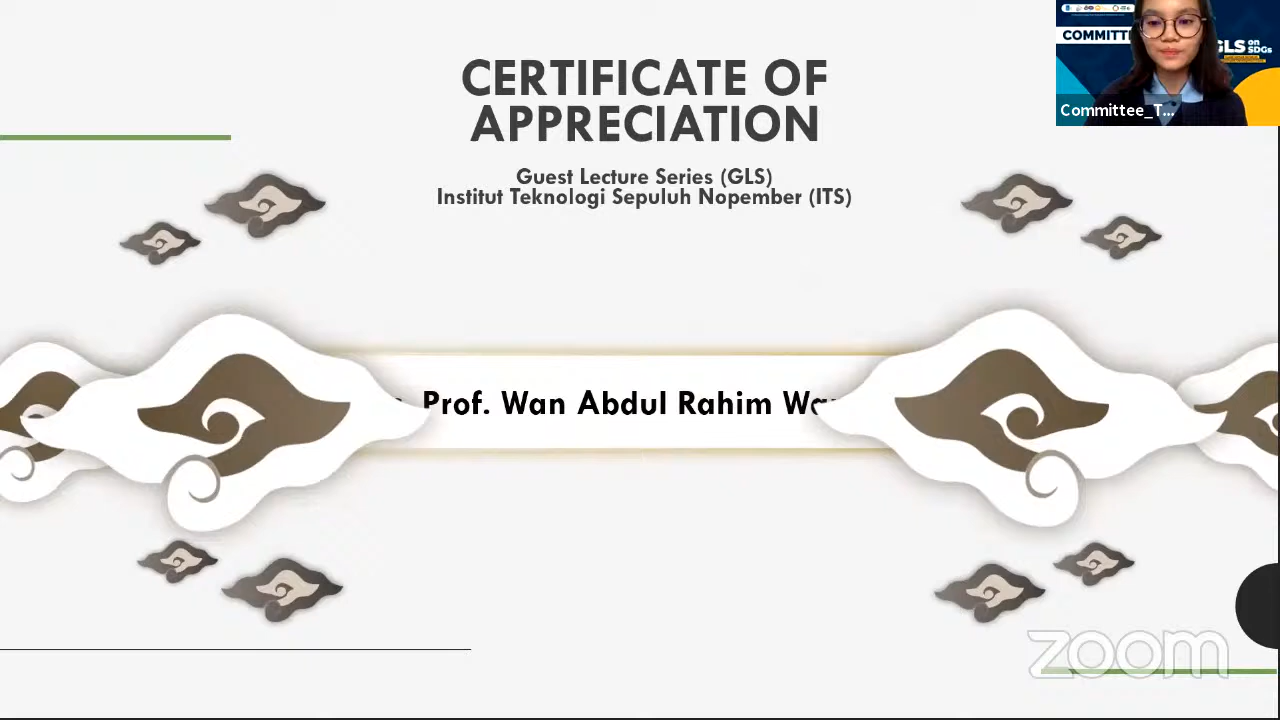 CERTIFICATE OF
APPRECIATION
Guest Lecture Series (GLS)
Institut Teknologi Sepuluh Nopember (ITS)
Prof. Wan Abdul Rahim
COMMITT
GLS on
SDGs
Committee_T...
zoom